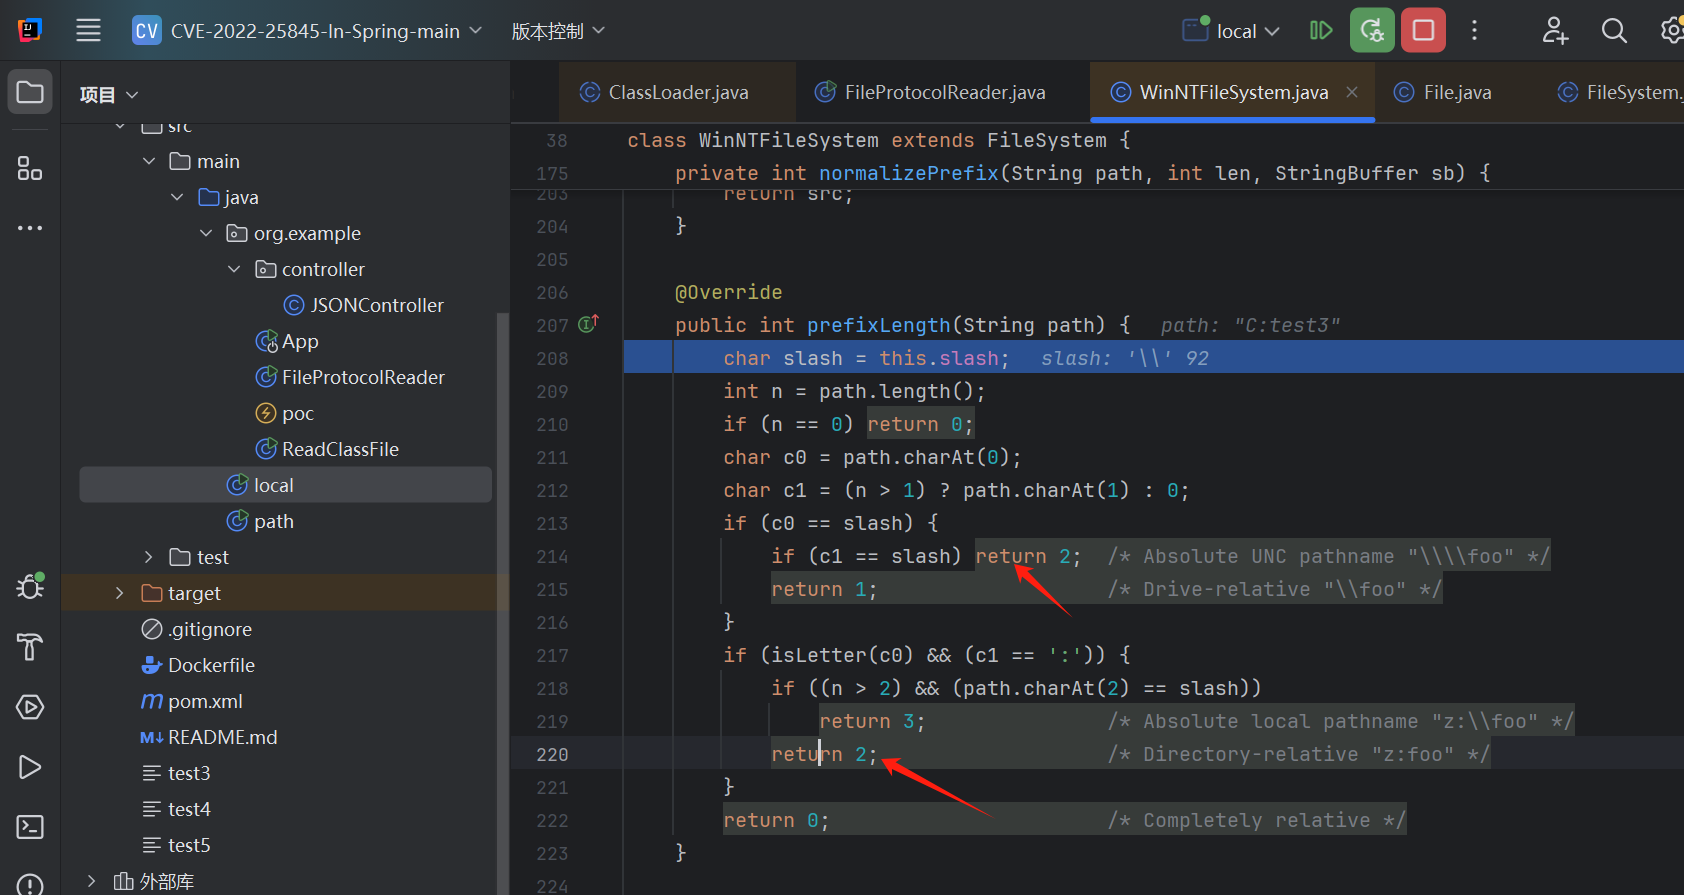 CV CVE-2022-25845-In-Spring-main 版本控制 local
项目
src
main
java
org.example
controller
JSONController
App
FileProtocolReader
poc
ReadClassFile
local
path
test
target
.gitignore
Dockerfile
pom.xml
README.md
test3
test4
test5
外部库
ClassLoader.java FileProtocolReader.java WinNTFileSystem.java File.java FileSystem.j
38 class WinNTFileSystem extends FileSystem {
175 private int normalizePrefix(String path, int len, StringBuffer sb) {
203 return src;
204 }
205
206 @Override
207 public int prefixLength(String path) { path: "C:test3"
208 char slash = this.slash; slash: '\\' 92
209 int n = path.length();
210 if (n == 0) return 0;
211 char c0 = path.charAt(0);
212 char c1 = (n > 1) ? path.charAt(1) : 0;
213 if (c0 == slash) {
214 if (c1 == slash) return 2; /* Absolute UNC pathname "\\\\foo" */
215 return 1; /* Drive-relative "\\foo" */
216 }
217 if (isLetter(c0) && (c1 == ':')) {
218 if ((n > 2) && (path.charAt(2) == slash))
219 return 3; /* Absolute local pathname "z:\\foo" */
220 return 2; /* Directory-relative "z:foo" */
221 }
222 return 0; /* Completely relative */
223 }
224